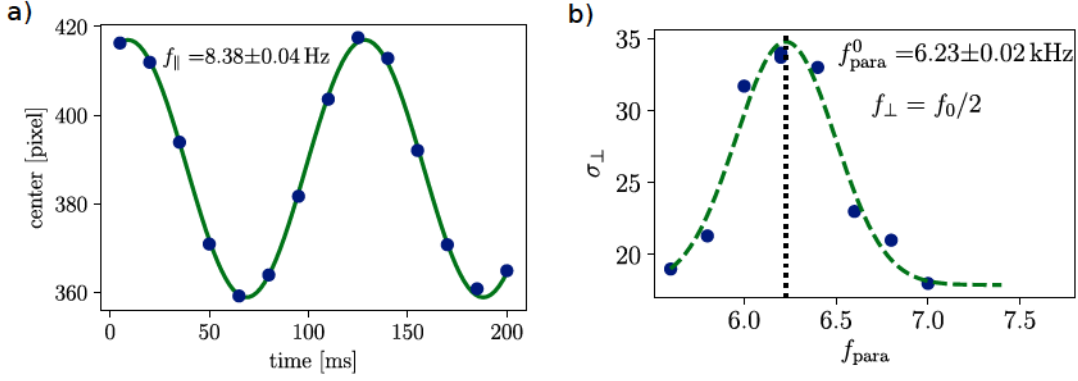 a)
420
400
380
360
center [pixel]
f∥ =8.38±0.04 Hz
0
50
100
150
200
time [ms]
b)
35
30
25
20
σ⊥
f⁰para =6.23±0.02 kHz
f⊥ = f₀/2
6.0
6.5
7.0
7.5
fpara